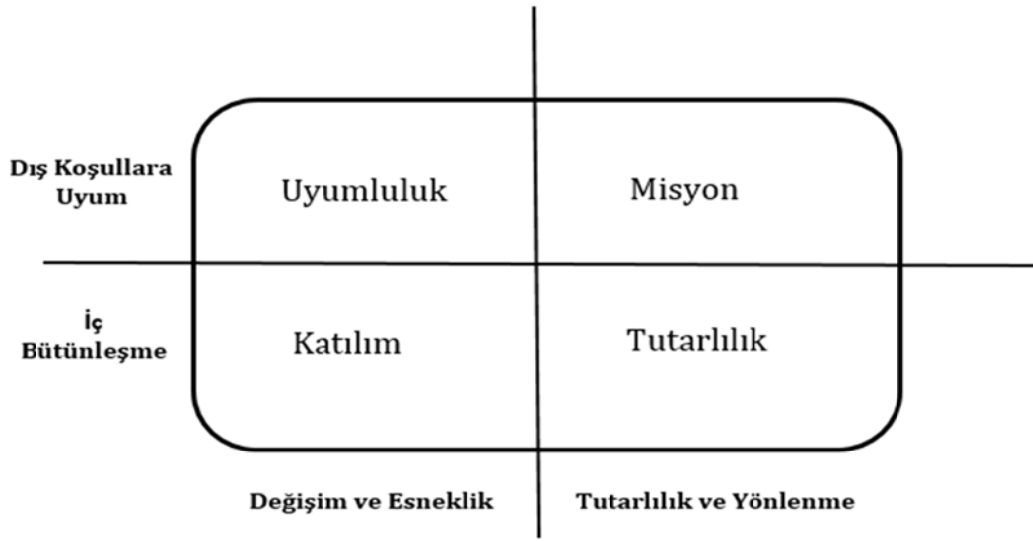 Dış Koşullara
Uyum
Uyumluluk
Misyon
İç
Bütünleşme
Katılım
Tutarlılık
Değişim ve Esneklik
Tutarlılık ve Yönlenme